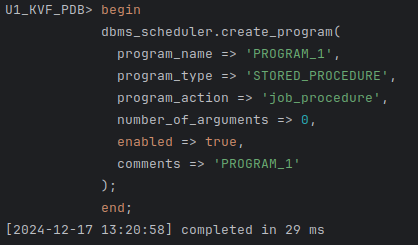 U1_KVF_PDB> begin
dbms_scheduler.create_program(
program_name => 'PROGRAM_1',
program_type => 'STORED_PROCEDURE',
program_action => 'job_procedure',
number_of_arguments => 0,
enabled => true,
comments => 'PROGRAM_1'
);
end;
[2024-12-17 13:20:58] completed in 29 ms